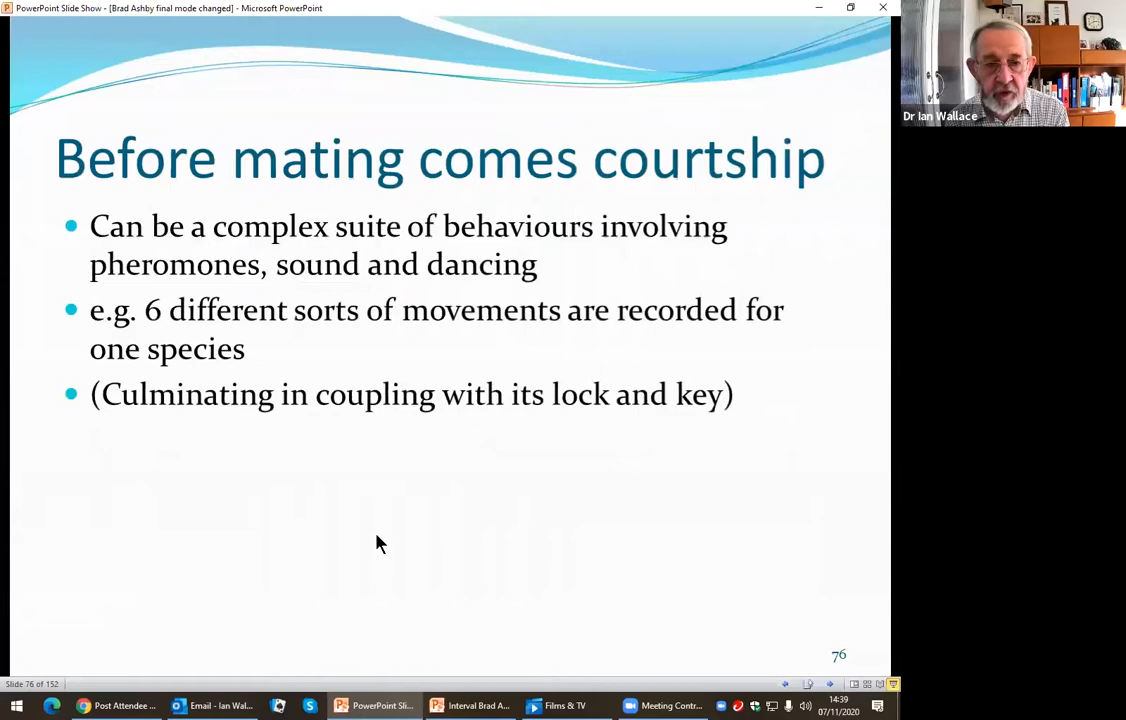 PowerPoint Slide Show - [Brad Ashby final mode changed] - Microsoft PowerPoint
Dr Ian Wallace
Before mating comes courtship
Can be a complex suite of behaviours involving
pheromones, sound and dancing
e.g. 6 different sorts of movements are recorded for
one species
(Culminating in coupling with its lock and key)
76
Slide 76 of 152
Post Attendee ...
Email - Ian Wal...
PowerPoint Sli...
Interval Brad A...
Films & TV
Meeting Contr...
14:39
07/11/2020